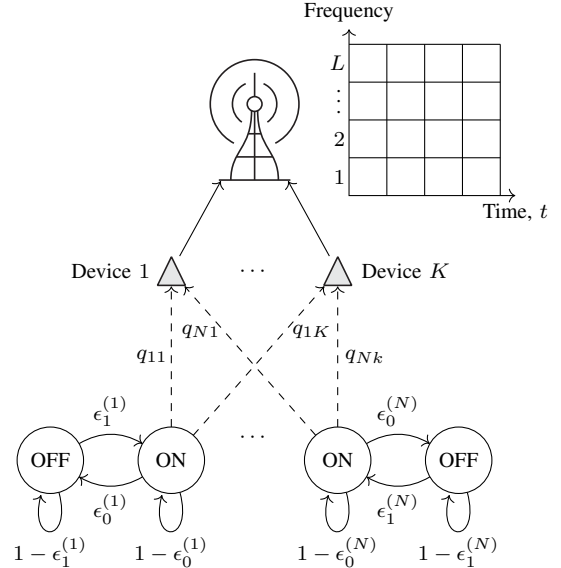 Frequency
L
⋮
2
1
Time, t
Device 1
. . .
Device K
q_{11}
q_{N1}
q_{1K}
q_{Nk}
ϵ_1^{(1)}
. . .
ϵ_0^{(N)}
OFF
ON
ON
OFF
ϵ_0^{(1)}
ϵ_1^{(N)}
1 − ϵ_1^{(1)}
1 − ϵ_0^{(1)}
1 − ϵ_0^{(N)}
1 − ϵ_1^{(N)}